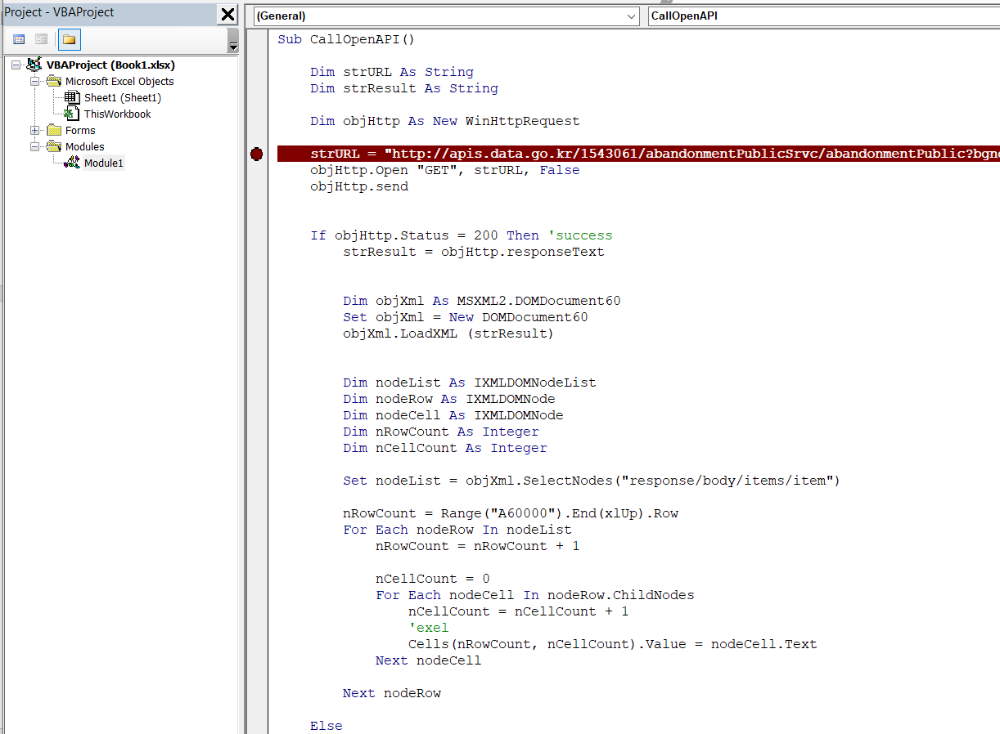 Project - VBAProject
VBAProject (Book1.xlsx)
Microsoft Excel Objects
Sheet1 (Sheet1)
ThisWorkbook
Forms
Modules
Module1
(General)
CallOpenAPI
Sub CallOpenAPI()
Dim strURL As String
Dim strResult As String
Dim objHttp As New WinHttpRequest
strURL = "http://apis.data.go.kr/1543061/abandonmentPublicSrvc/abandonmentPublic?bgn
objHttp.Open "GET", strURL, False
objHttp.send
If objHttp.Status = 200 Then 'success
strResult = objHttp.responseText
Dim objXml As MSXML2.DOMDocument60
Set objXml = New DOMDocument60
objXml.LoadXML (strResult)
Dim nodeList As IXMLDOMNodeList
Dim nodeRow As IXMLDOMNode
Dim nodeCell As IXMLDOMNode
Dim nRowCount As Integer
Dim nCellCount As Integer
Set nodeList = objXml.SelectNodes("response/body/items/item")
nRowCount = Range("A60000").End(xlUp).Row
For Each nodeRow In nodeList
nRowCount = nRowCount + 1
nCellCount = 0
For Each nodeCell In nodeRow.ChildNodes
nCellCount = nCellCount + 1
'exel
Cells(nRowCount, nCellCount).Value = nodeCell.Text
Next nodeCell
Next nodeRow
Else